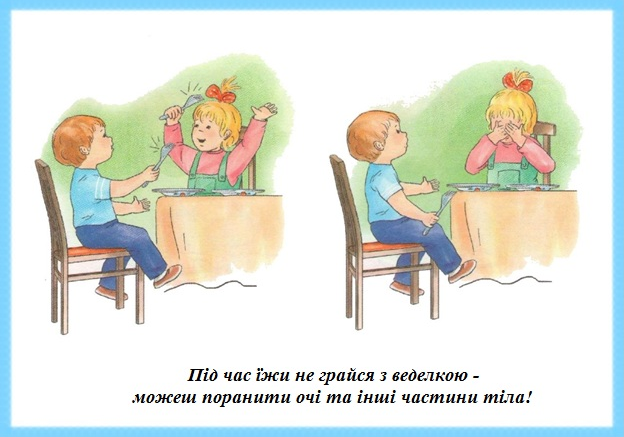 Під час їжи не грайся з веделкою -
можеш поранити очі та інші частини тіла!